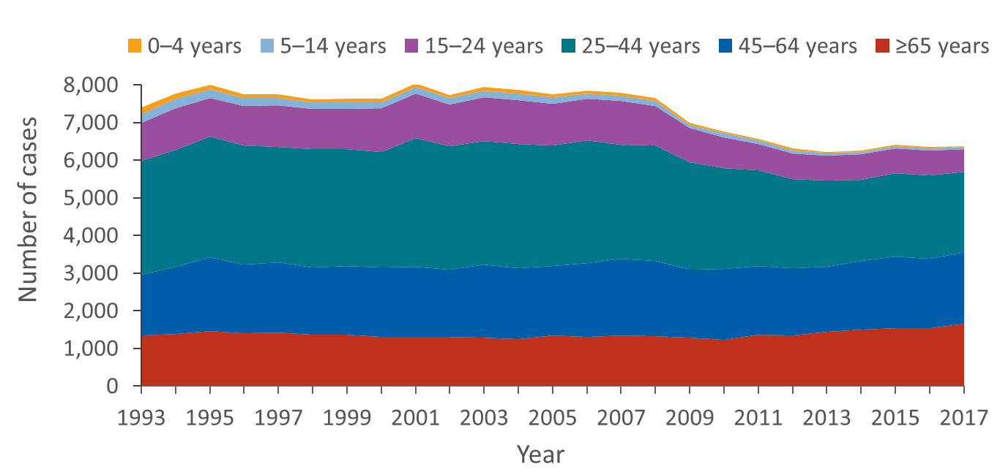 0–4 years 5–14 years 15–24 years 25–44 years 45–64 years ≥65 years
8,000
7,000
6,000
5,000
4,000
3,000
2,000
1,000
0
Number of cases
1993 1995 1997 1999 2001 2003 2005 2007 2009 2011 2013 2015 2017
Year